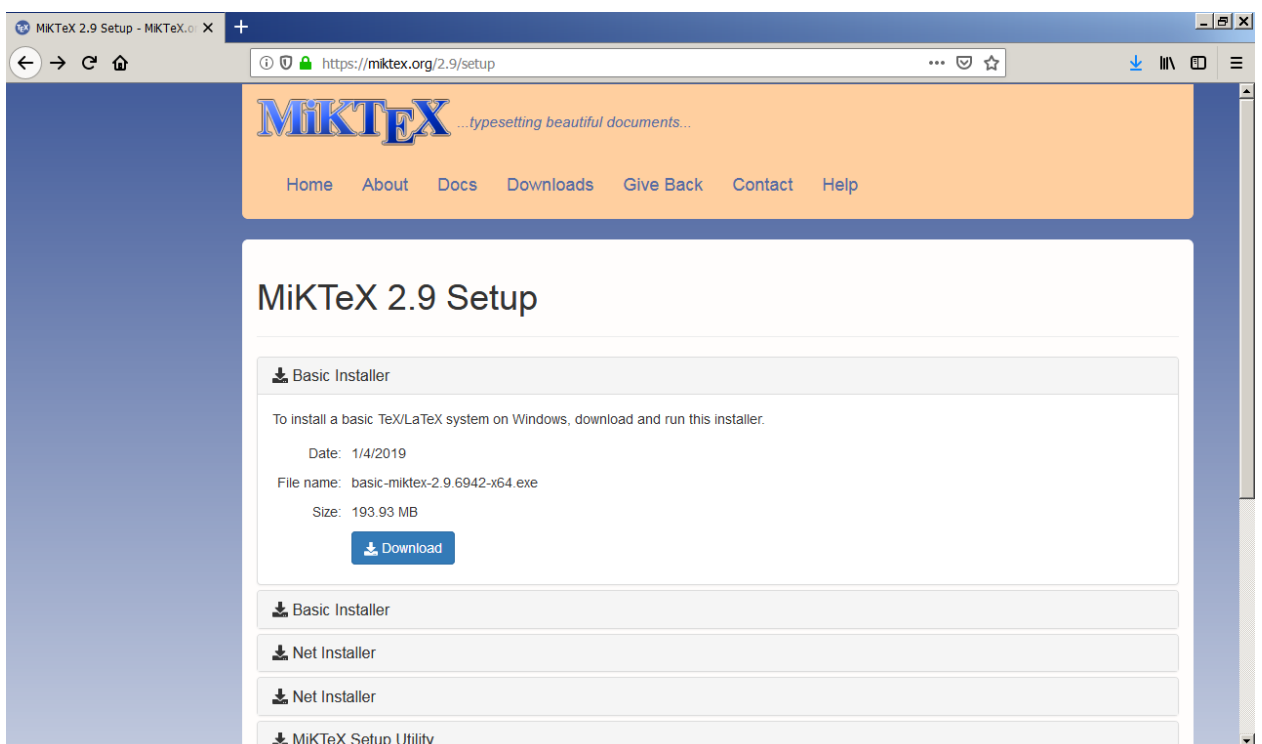 MiKTeX 2.9 Setup - MiKTeX.o
https://miktex.org/2.9/setup
MiKTeX ...typesetting beautiful documents...
Home About Docs Downloads Give Back Contact Help
MiKTeX 2.9 Setup
Basic Installer
To install a basic TeX/LaTeX system on Windows, download and run this installer.
Date: 1/4/2019
File name: basic-miktex-2.9.6942-x64.exe
Size: 193.93 MB
Download
Basic Installer
Net Installer
Net Installer
MiKTeX Setup Utility